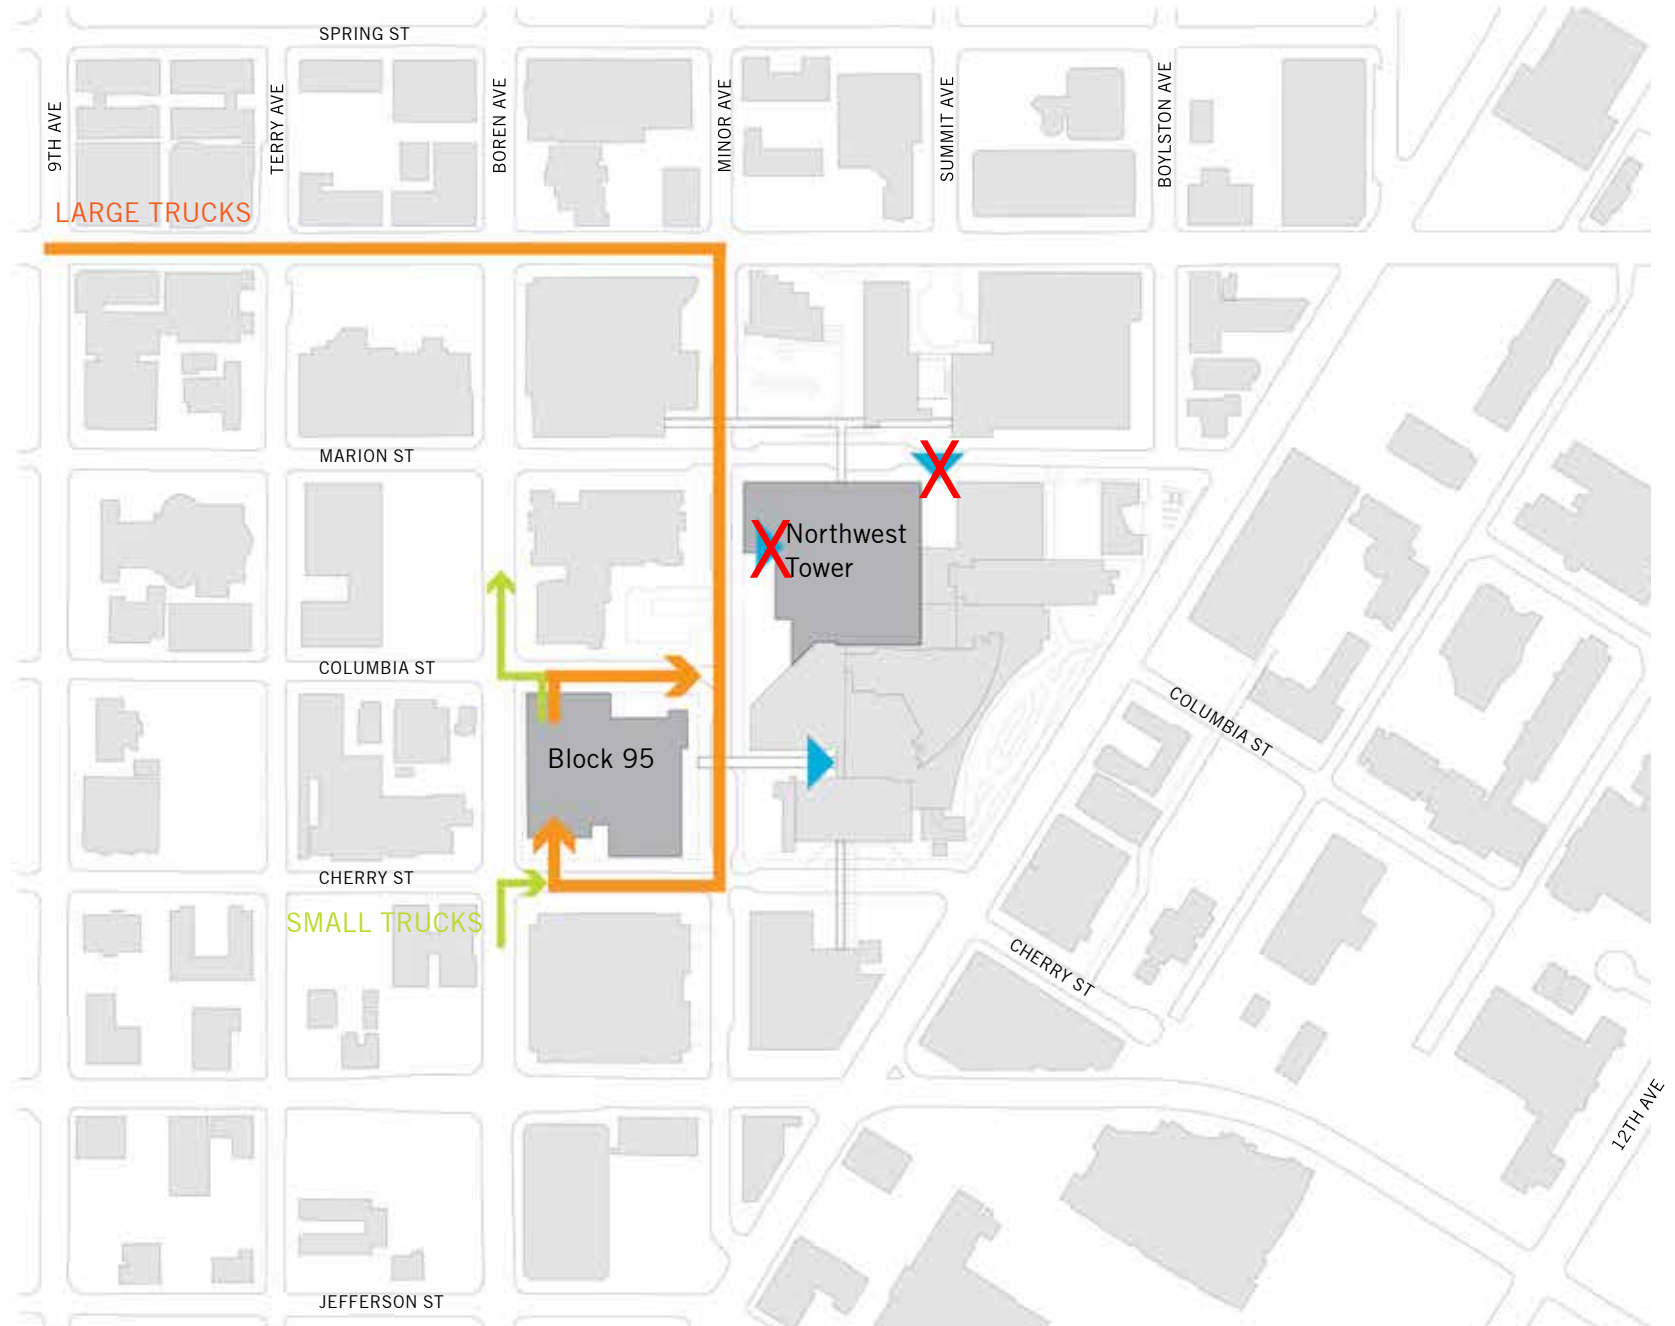 SPRING ST
9TH AVE
TERRY AVE
BOREN AVE
MINOR AVE
SUMMIT AVE
BOYLSTON AVE
LARGE TRUCKS
MARION ST
Northwest
Tower
COLUMBIA ST
COLUMBIA ST
Block 95
CHERRY ST
SMALL TRUCKS
CHERRY ST
12TH AVE
JEFFERSON ST